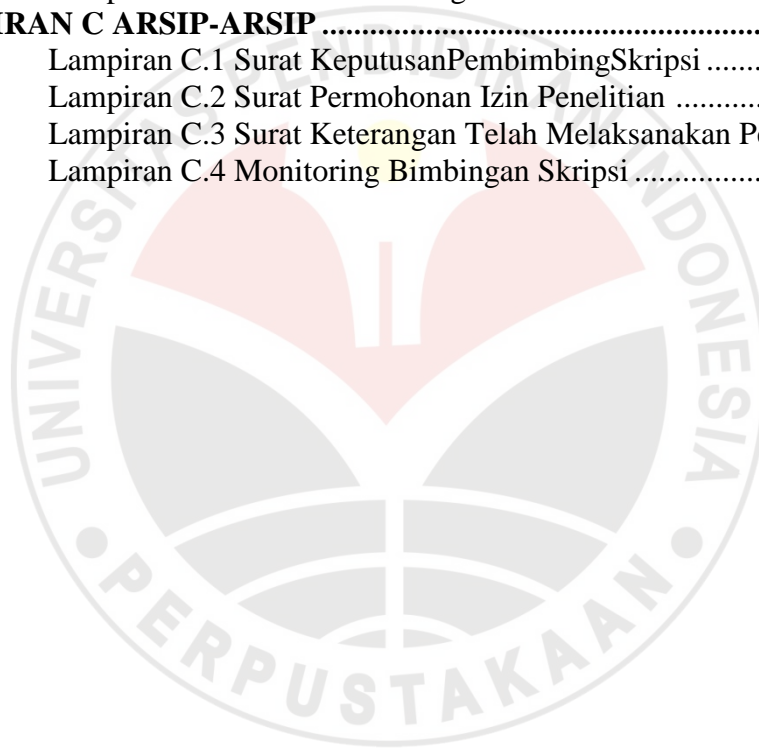 IRAN C ARSIP-ARSIP ........................................................
Lampiran C.1 Surat KeputusanPembimbingSkripsi ........
Lampiran C.2 Surat Permohonan Izin Penelitian ............
Lampiran C.3 Surat Keterangan Telah Melaksanakan Pe
Lampiran C.4 Monitoring Bimbingan Skripsi .................
UNIVERSITAS PENDIDIKAN INDONESIA
PERPUSTAKAAN